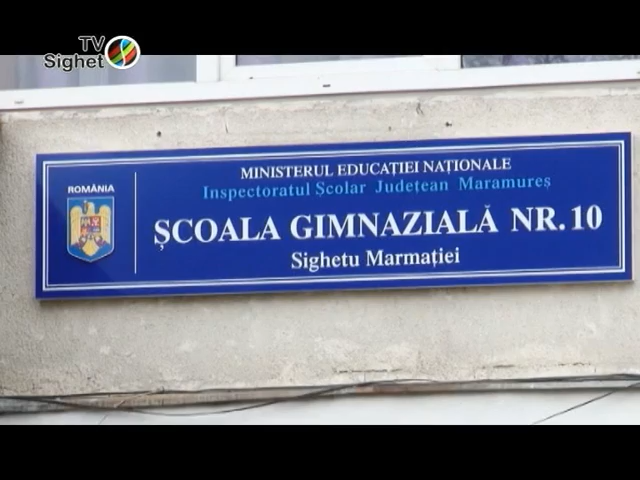 TV
Sighet
ROMÂNIA
MINISTERUL EDUCAȚIEI NAȚIONALE
Inspectoratul Școlar Județean Maramureș
ȘCOALA GIMNAZIALĂ NR. 10
Sighetu Marmației